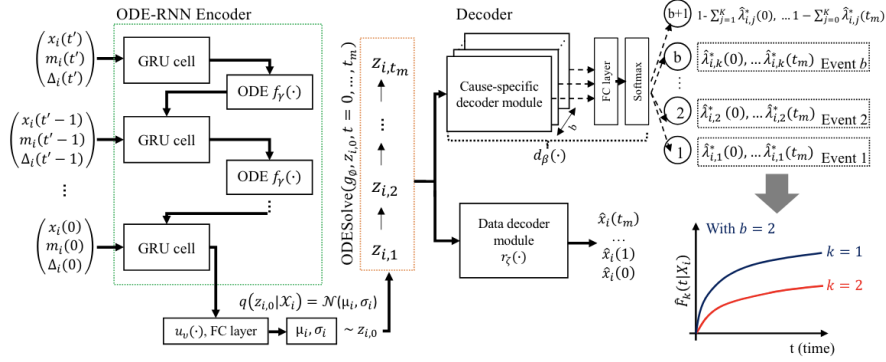 ODE-RNN Encoder
x_i(t')
m_i(t')
Δ_i(t')
GRU cell
ODE f_γ(·)
x_i(t' − 1)
m_i(t' − 1)
Δ_i(t' − 1)
GRU cell
ODE f_γ(·)
⋮
...
x_i(0)
m_i(0)
Δ_i(0)
GRU cell
q(z_{i,0}|𝒳_i) = 𝒩(μ_i, σ_i)
u_υ(·), FC layer
μ_i, σ_i
~ z_{i,0}
ODESolve(g_ø, z_{i,0}, t = 0, ..., t_m)
z_{i,t_m}
...
z_{i,2}
z_{i,1}
Decoder
Cause-specific
decoder module
b
FC layer
Softmax
d_β(·)
Data decoder
module
r_ζ(·)
x̂_i(t_m)
...
x̂_i(1)
x̂_i(0)
b+1
1- ∑_{j=1}^{K} λ̂*_{i,j}(0), ... 1 − ∑_{j=0}^{K} λ̂*_{i,j}(t_m)
b
λ̂*_{i,k}(0), ... λ̂*_{i,k}(t_m) Event b
⋮
2
λ̂*_{i,2} (0), ... λ̂*_{i,2}(t_m) Event 2
1
λ̂*_{i,1}(0), ... λ̂*_{i,1}(t_m) Event 1
With b = 2
k = 1
k = 2
F̂_k(t|X_i)
t (time)